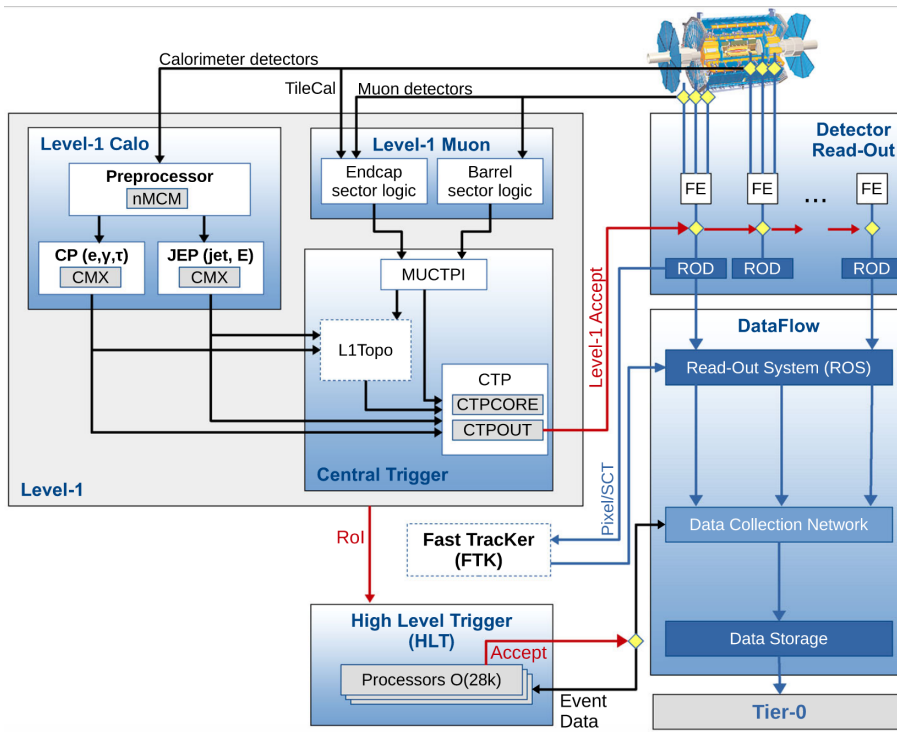 Calorimeter detectors
TileCal
Muon detectors
Level-1 Calo
Preprocessor
nMCM
CP (e,γ,τ)
CMX
JEP (jet, E)
CMX
Level-1 Muon
Endcap
sector logic
Barrel
sector logic
MUCTPI
L1Topo
CTP
CTPCORE
CTPOUT
Central Trigger
Level-1
Level-1 Accept
Detector
Read-Out
FE
FE
...
FE
ROD
ROD
ROD
DataFlow
Read-Out System (ROS)
Pixel/SCT
Data Collection Network
Data Storage
Tier-0
RoI
Fast TracKer
(FTK)
High Level Trigger
(HLT)
Accept
Processors O(28k)
Event
Data